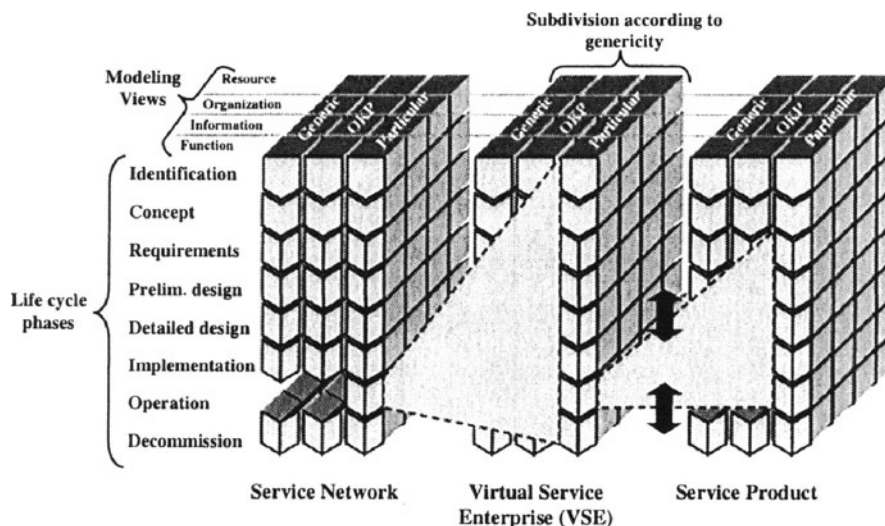 Subdivision according to
genericity
Modeling
Views
Resource
Organization
Information
Function
Generic
OKP
Particular
Generic
OKP
Particular
Generic
OKP
Particular
Life cycle
phases
Identification
Concept
Requirements
Prelim. design
Detailed design
Implementation
Operation
Decommission
Service Network
Virtual Service
Enterprise (VSE)
Service Product